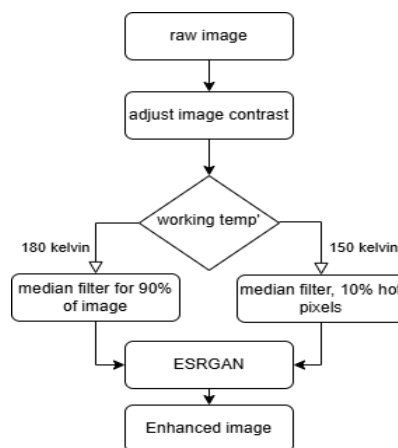 raw image
adjust image contrast
working temp'
180 kelvin
150 kelvin
median filter for 90%
of image
median filter, 10% hot
pixels
ESRGAN
Enhanced image